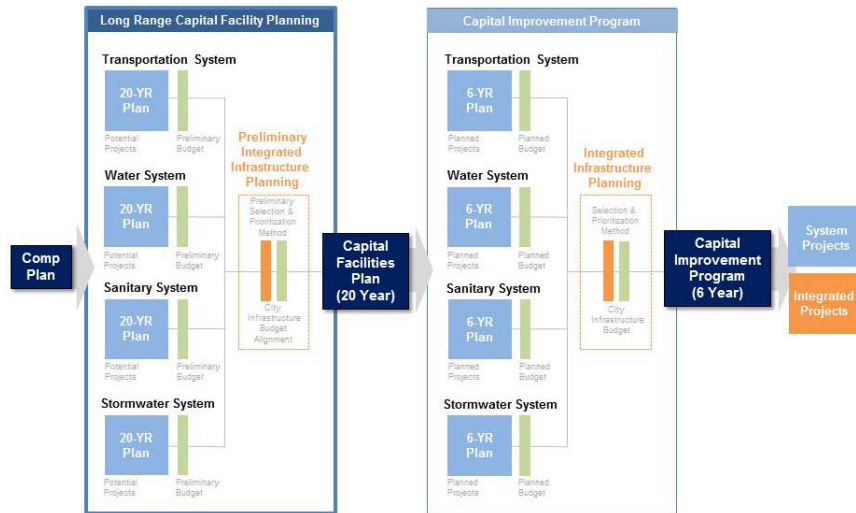 Long Range Capital Facility Planning
Transportation System
20-YR
Plan
Potential
Projects
Preliminary
Budget
Water System
20-YR
Plan
Potential
Projects
Preliminary
Budget
Sanitary System
20-YR
Plan
Potential
Projects
Preliminary
Budget
Stormwater System
20-YR
Plan
Potential
Projects
Preliminary
Budget
Preliminary
Integrated
Infrastructure
Planning
Preliminary
Selection &
Prioritization
Method
City
Infrastructure
Budget
Alignment
Comp
Plan
Capital
Facilities
Plan
(20 Year)
Capital Improvement Program
Transportation System
6-YR
Plan
Planned
Projects
Planned
Budget
Water System
6-YR
Plan
Planned
Projects
Planned
Budget
Sanitary System
6-YR
Plan
Planned
Projects
Planned
Budget
Stormwater System
6-YR
Plan
Planned
Projects
Planned
Budget
Integrated
Infrastructure
Planning
Selection &
Prioritization
Method
City
Infrastructure
Budget
Capital
Improvement
Program
(6 Year)
System
Projects
Integrated
Projects